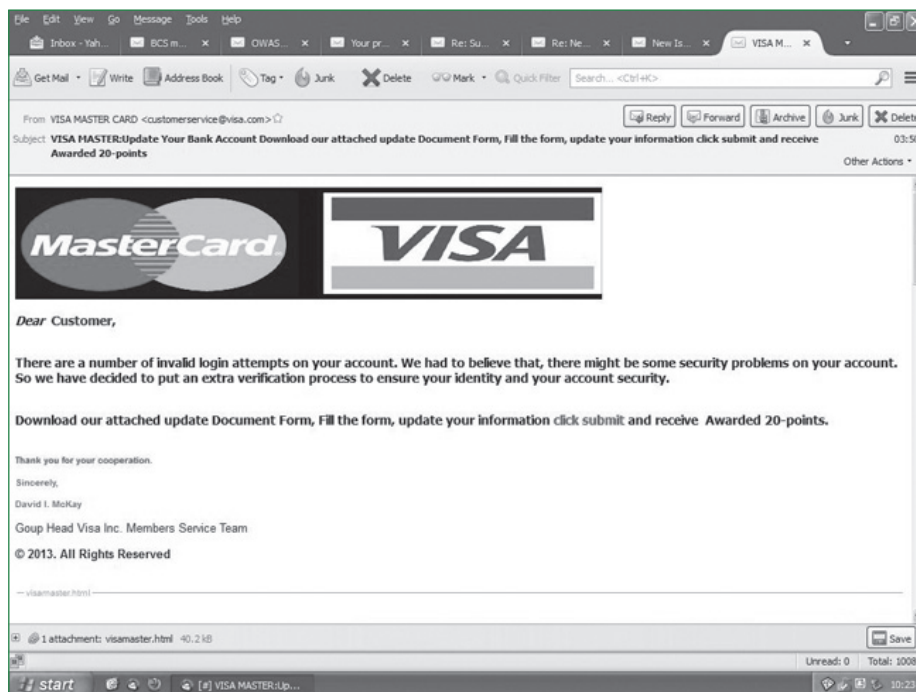 File Edit View Go Message Tools Help
Inbox - Yah... BCS m... OWAS... Your pr... Re: Su... Re: Ne... New Is... VISA M...
Get Mail Write Address Book Tag Junk Delete Mark Quick Filter Search... <Ctrl+K>
From VISA MASTER CARD <customerservice@visa.com> Reply Forward Archive Junk Delete
Subject VISA MASTER:Update Your Bank Account Download our attached update Document Form, Fill the form, update your information click submit and receive 03:50
Awarded 20-points
Other Actions
MasterCard VISA
Dear Customer,
There are a number of invalid login attempts on your account. We had to believe that, there might be some security problems on your account.
So we have decided to put an extra verification process to ensure your identity and your account security.
Download our attached update Document Form, Fill the form, update your information click submit and receive Awarded 20-points.
Thank you for your cooperation.
Sincerely,
David I. McKay
Goup Head Visa Inc. Members Service Team
© 2013. All Rights Reserved
visamaster.html
1 attachment: visamaster.html 40.2 kB Save
Unread: 0 Total: 1008
start [#] VISA MASTER:Up... 10:23